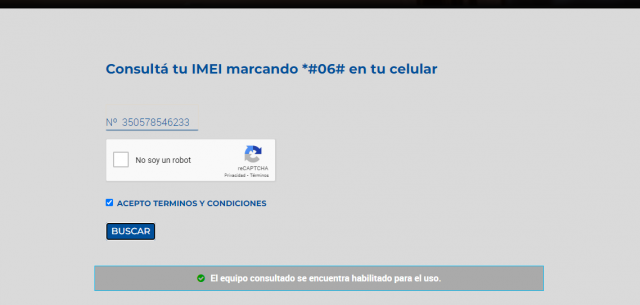 Consultá tu IMEI marcando *#06# en tu celular
Nº 350578546233
No soy un robot
reCAPTCHA
Privacidad - Términos
ACEPTO TERMINOS Y CONDICIONES
BUSCAR
El equipo consultado se encuentra habilitado para el uso.